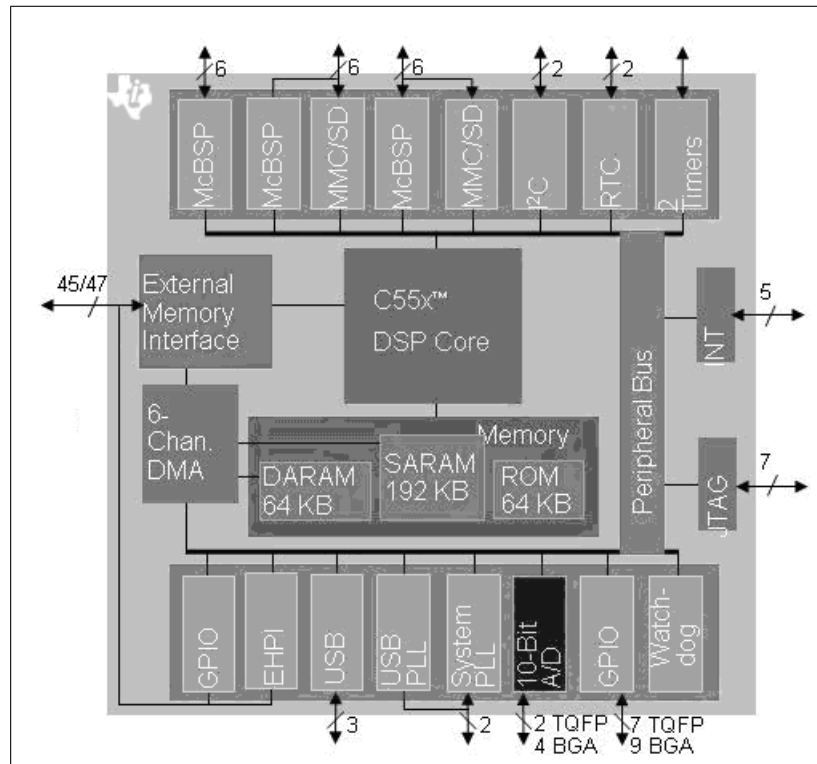 6
6
6
2
2
McBSP
McBSP
MMC/SD
McBSP
MMC/SD
I²C
RTC
2
Timers
45/47
External
Memory
Interface
C55x™
DSP Core
Peripheral Bus
INT
5
6-
Chan.
DMA
Memory
DARAM
64 KB
SARAM
192 KB
ROM
64 KB
JTAG
7
GPIO
EHPI
USB
USB
PLL
System
PLL
10-Bit
A/D
GPIO
Watch-
dog
3
2
2 TQFP
4 BGA
7 TQFP
9 BGA